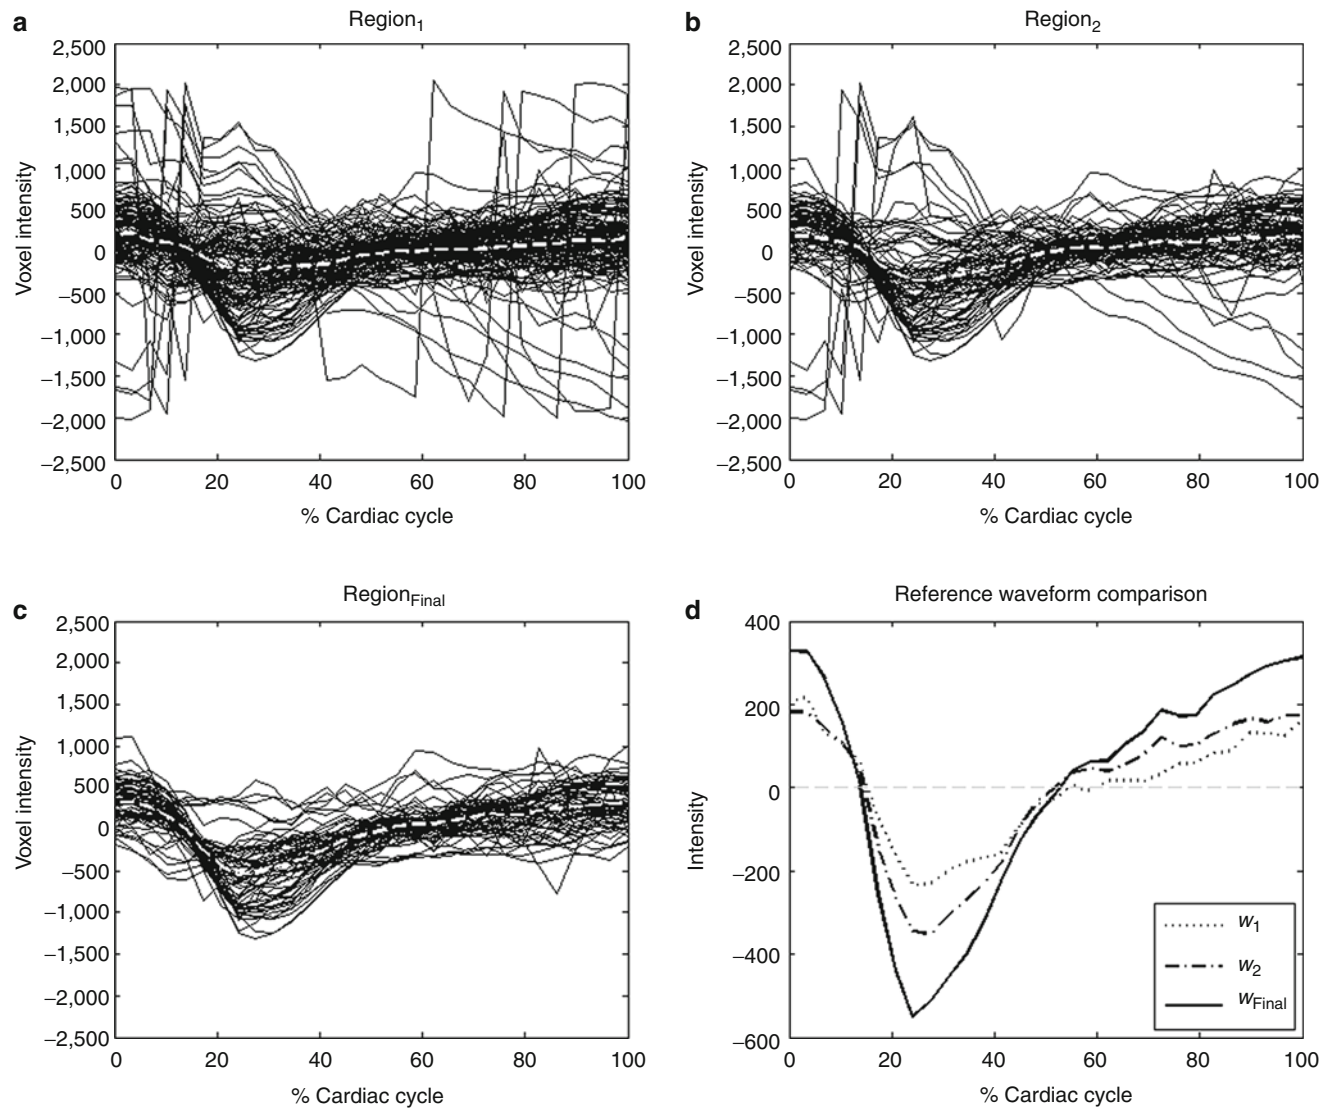 a
Region1
2,500
2,000
1,500
1,000
500
0
−500
−1,000
−1,500
−2,000
−2,500
Voxel intensity
0 20 40 60 80 100
% Cardiac cycle
b
Region2
2,500
2,000
1,500
1,000
500
0
−500
−1,000
−1,500
−2,000
−2,500
Voxel intensity
0 20 40 60 80 100
% Cardiac cycle
c
RegionFinal
2,500
2,000
1,500
1,000
500
0
−500
−1,000
−1,500
−2,000
−2,500
Voxel intensity
0 20 40 60 80 100
% Cardiac cycle
d
Reference waveform comparison
400
200
0
−200
−400
−600
Intensity
w1
w2
wFinal
0 20 40 60 80 100
% Cardiac cycle